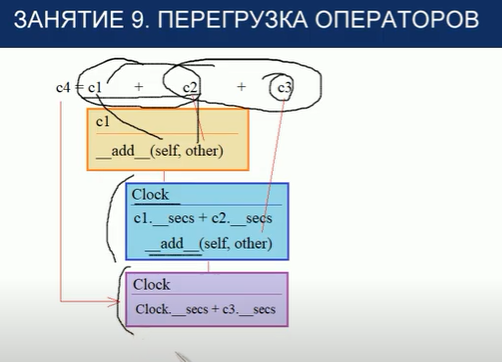 ЗАНЯТИЕ 9. ПЕРЕГРУЗКА ОПЕРАТОРОВ
c4 = c1 + c2 + c3
c1
__add__(self, other)
Clock
c1.__secs + c2.__secs
__add__(self, other)
Clock
Clock.__secs + c3.__secs